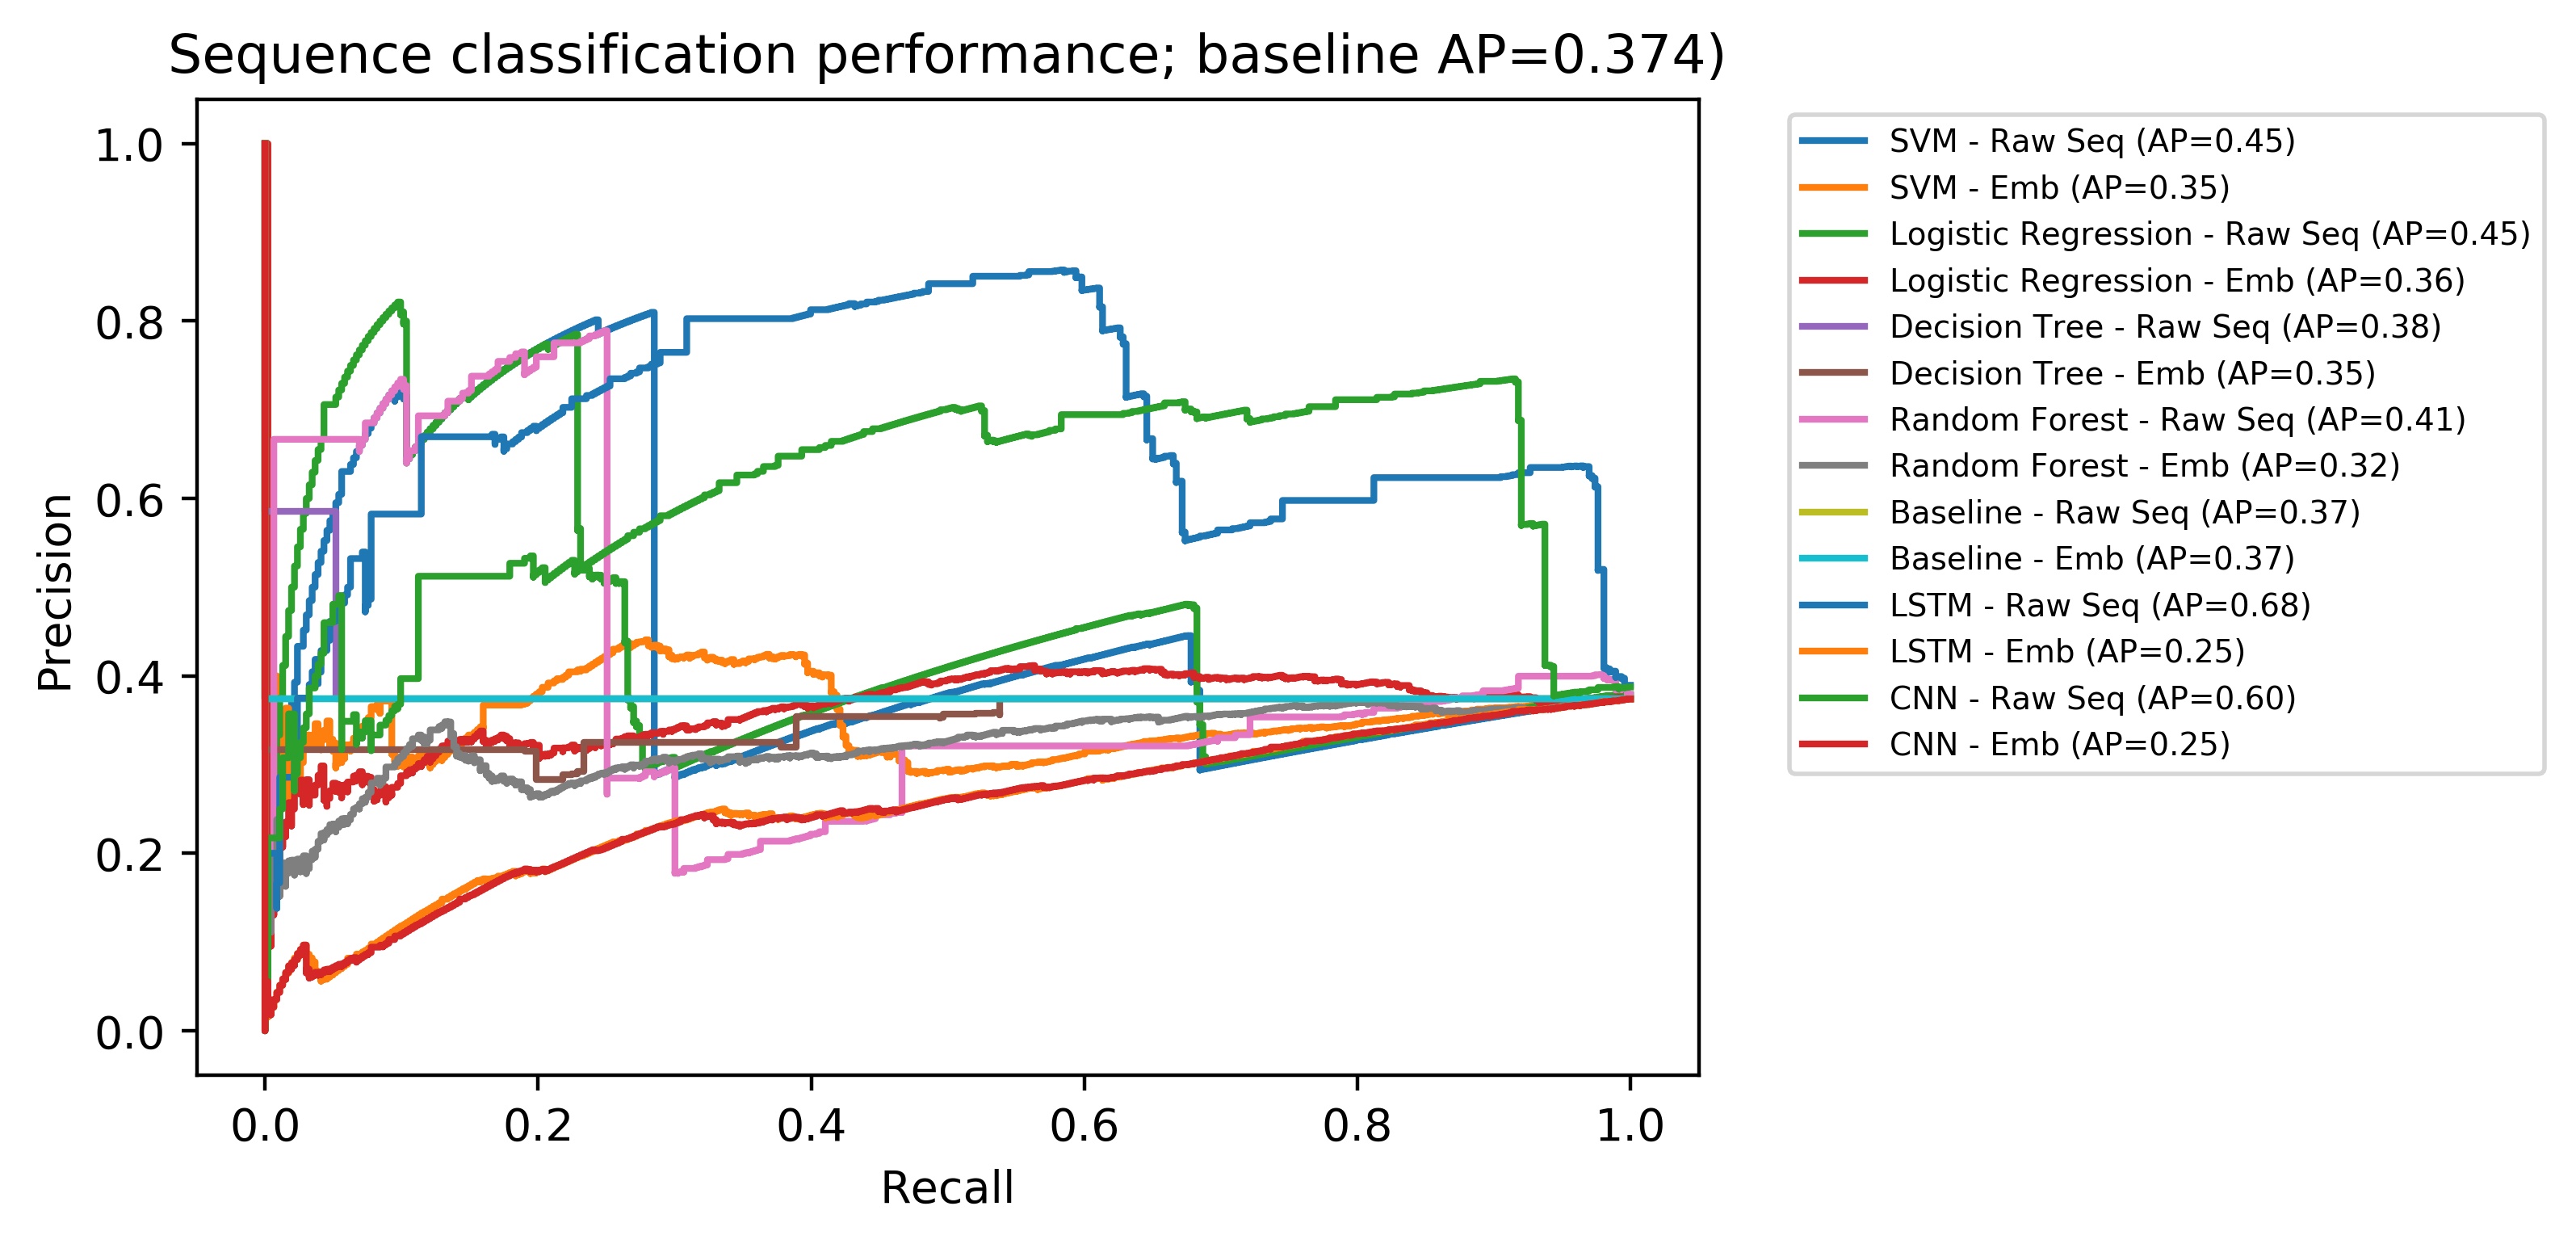 Sequence classification performance; baseline AP=0.374)
1.0
0.8
0.6
0.4
0.2
0.0
Precision
0.0 0.2 0.4 0.6 0.8 1.0
Recall
SVM - Raw Seq (AP=0.45)
SVM - Emb (AP=0.35)
Logistic Regression - Raw Seq (AP=0.45)
Logistic Regression - Emb (AP=0.36)
Decision Tree - Raw Seq (AP=0.38)
Decision Tree - Emb (AP=0.35)
Random Forest - Raw Seq (AP=0.41)
Random Forest - Emb (AP=0.32)
Baseline - Raw Seq (AP=0.37)
Baseline - Emb (AP=0.37)
LSTM - Raw Seq (AP=0.68)
LSTM - Emb (AP=0.25)
CNN - Raw Seq (AP=0.60)
CNN - Emb (AP=0.25)